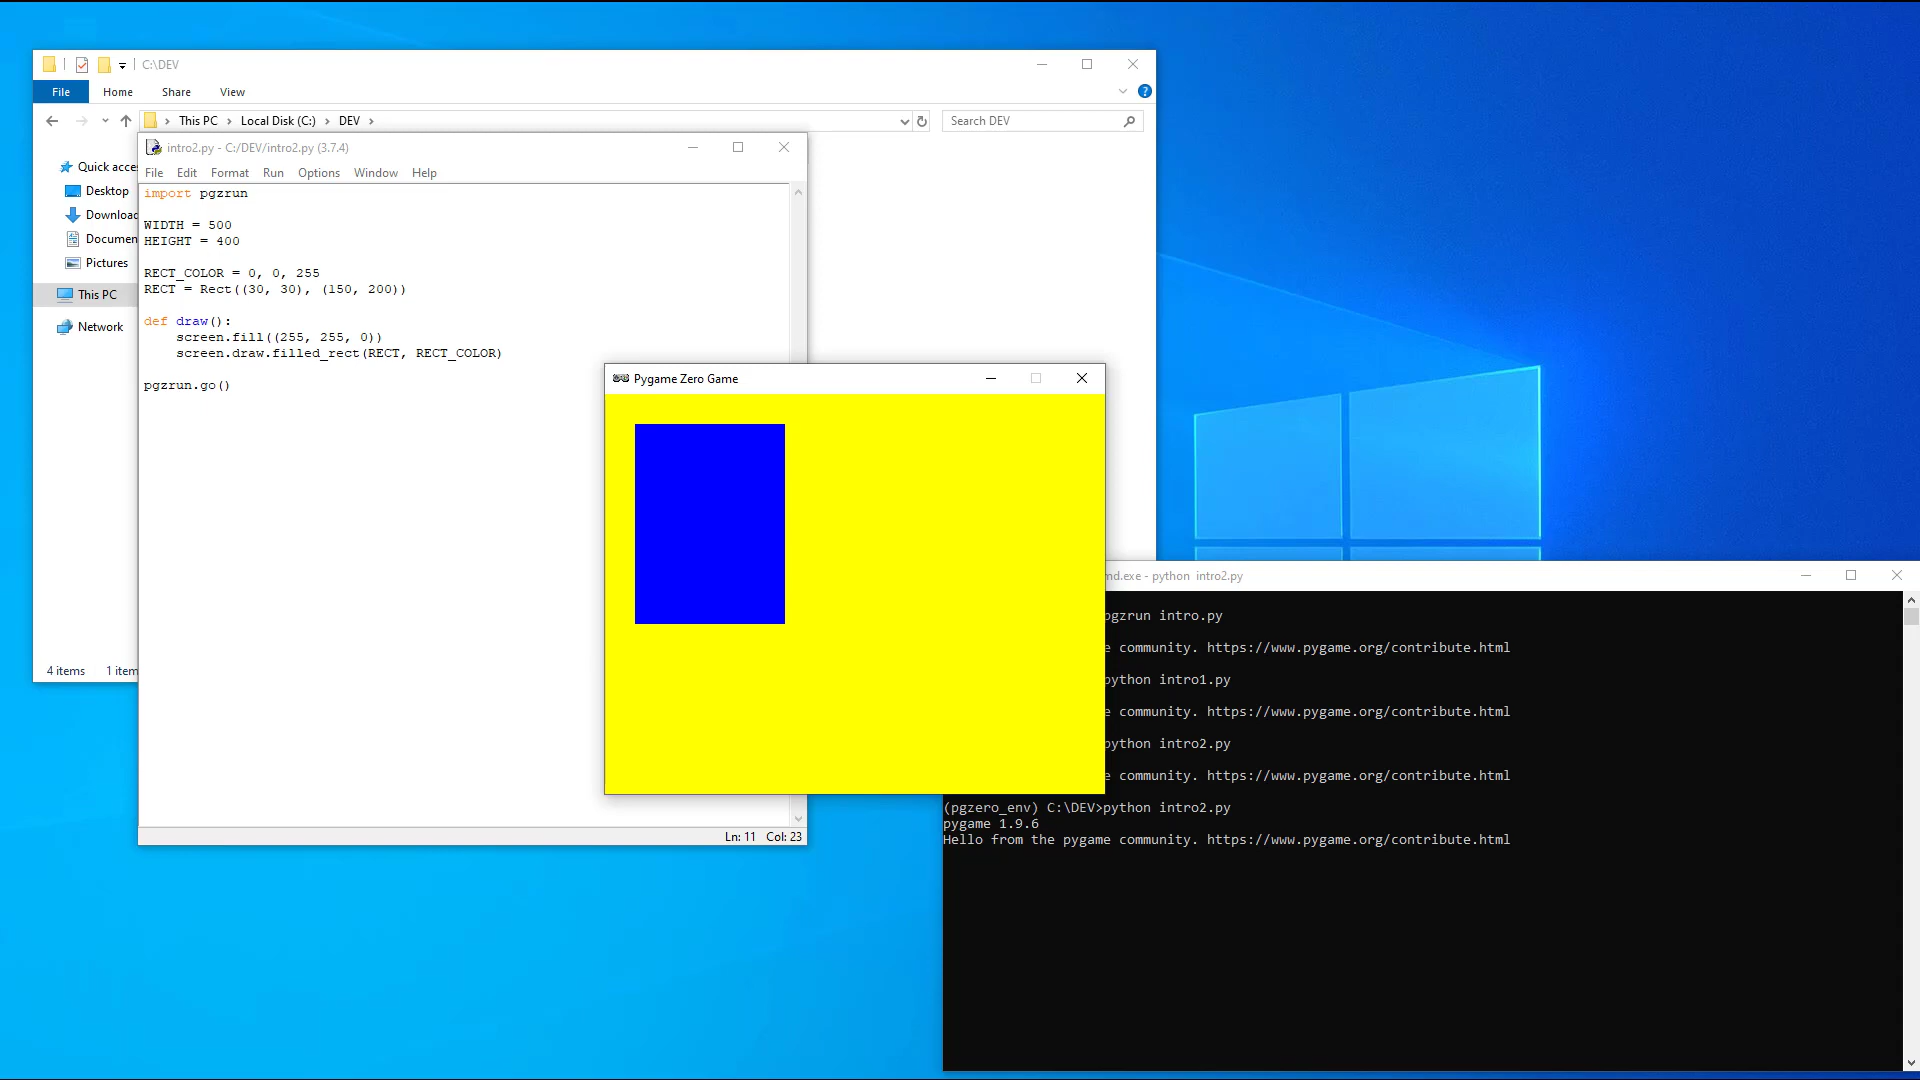 C:\DEV
File Home Share View
This PC > Local Disk (C:) > DEV >
Search DEV
Quick acce
Desktop
Downloac
Documen
Pictures
This PC
Network
4 items 1 item
intro2.py - C:/DEV/intro2.py (3.7.4)
File Edit Format Run Options Window Help
import pgzrun
WIDTH = 500
HEIGHT = 400
RECT_COLOR = 0, 0, 255
RECT = Rect((30, 30), (150, 200))
def draw():
    screen.fill((255, 255, 0))
    screen.draw.filled_rect(RECT, RECT_COLOR)
pgzrun.go()
Ln: 11 Col: 23
Pygame Zero Game
md.exe - python  intro2.py
pgzrun intro.py
e community. https://www.pygame.org/contribute.html
python intro1.py
e community. https://www.pygame.org/contribute.html
python intro2.py
e community. https://www.pygame.org/contribute.html
(pgzero_env) C:\DEV>python intro2.py
pygame 1.9.6
Hello from the pygame community. https://www.pygame.org/contribute.html